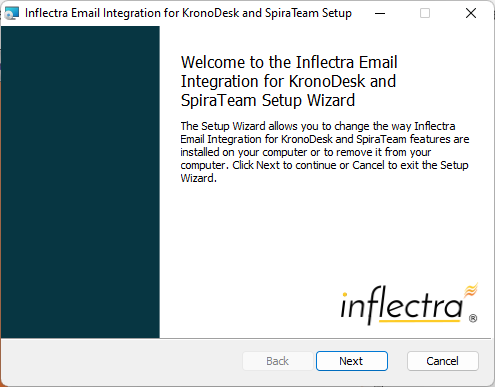 Inflectra Email Integration for KronoDesk and SpiraTeam Setup
Welcome to the Inflectra Email
Integration for KronoDesk and
SpiraTeam Setup Wizard
The Setup Wizard allows you to change the way Inflectra
Email Integration for KronoDesk and SpiraTeam features are
installed on your computer or to remove it from your
computer. Click Next to continue or Cancel to exit the Setup
Wizard.
inflectra®
Back Next Cancel